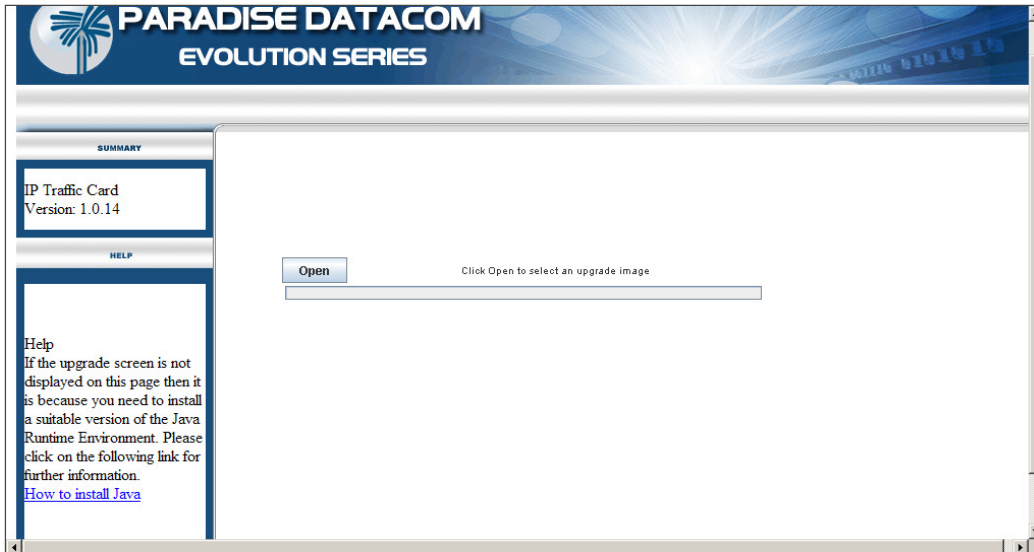 PARADISE DATACOM
EVOLUTION SERIES
SUMMARY
IP Traffic Card
Version: 1.0.14
HELP
Help
If the upgrade screen is not
displayed on this page then it
is because you need to install
a suitable version of the Java
Runtime Environment. Please
click on the following link for
further information.
How to install Java
Open
Click Open to select an upgrade image